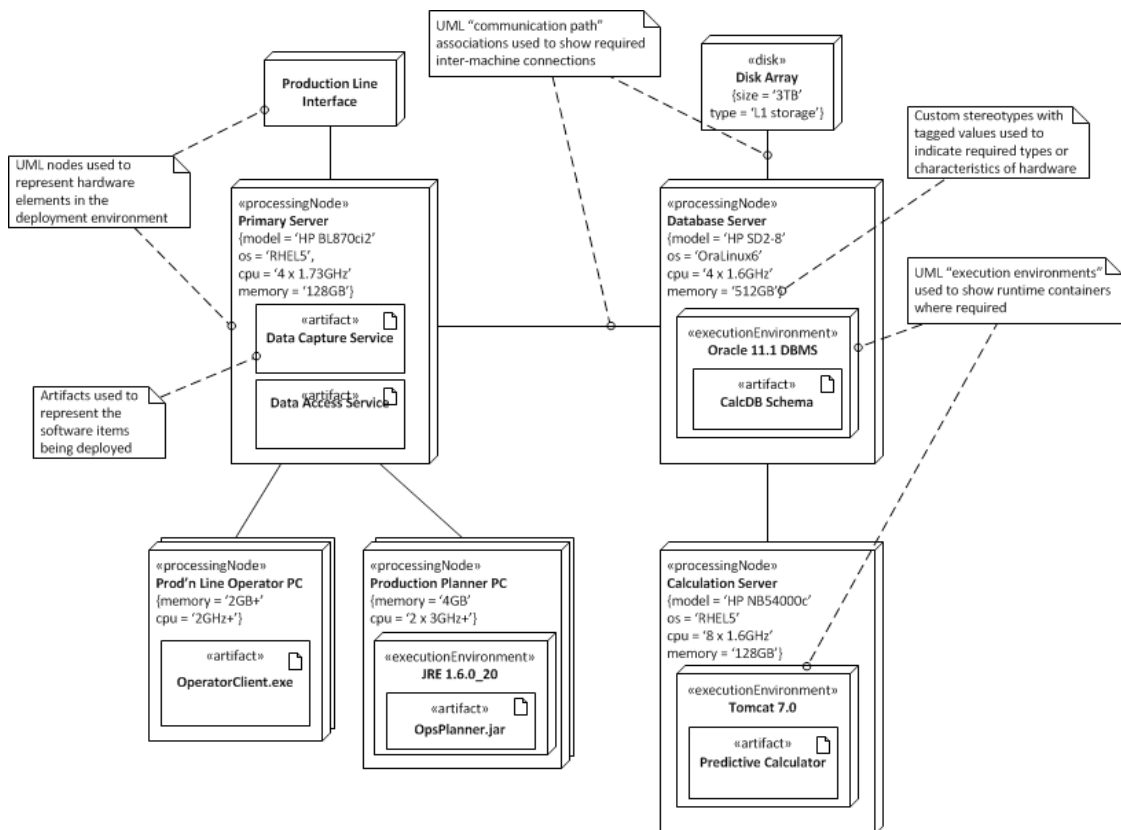 UML “communication path”
associations used to show required
inter-machine connections
Production Line
Interface
«disk»
Disk Array
{size = ‘3TB’
type = ‘L1 storage’}
Custom stereotypes with
tagged values used to
indicate required types or
characteristics of hardware
UML nodes used to
represent hardware
elements in the
deployment environment
«processingNode»
Primary Server
{model = ‘HP BL870ci2’
os = ‘RHEL5’,
cpu = ‘4 x 1.73GHz’
memory = ‘128GB’}
«artifact»
Data Capture Service
«artifact»
Data Access Service
«processingNode»
Database Server
{model = ‘HP SD2-8’
os = ‘OraLinux6’
cpu = ‘4 x 1.6GHz’
memory = ‘512GB’}
«executionEnvironment»
Oracle 11.1 DBMS
«artifact»
CalcDB Schema
UML “execution environments”
used to show runtime containers
where required
Artifacts used to
represent the
software items
being deployed
«processingNode»
Prod’n Line Operator PC
{memory = ‘2GB+’
cpu = ‘2GHz+’}
«artifact»
OperatorClient.exe
«processingNode»
Production Planner PC
{memory = ‘4GB’
cpu = ‘2 x 3GHz+’}
«executionEnvironment»
JRE 1.6.0_20
«artifact»
OpsPlanner.jar
«processingNode»
Calculation Server
{model = ‘HP NB54000c’
os = ‘RHEL5’
cpu = ‘8 x 1.6GHz’
memory = ‘128GB’}
«executionEnvironment»
Tomcat 7.0
«artifact»
Predictive Calculator